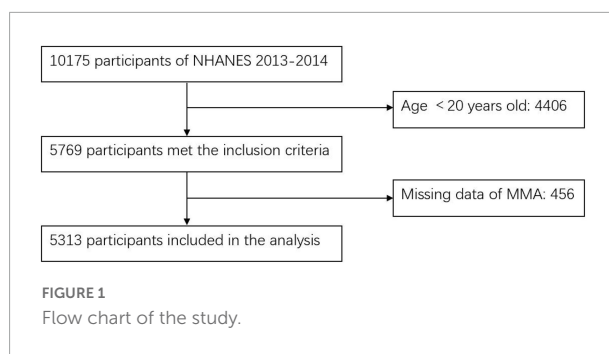 10175 participants of NHANES 2013-2014
Age < 20 years old: 4406
5769 participants met the inclusion criteria
Missing data of MMA: 456
5313 participants included in the analysis
FIGURE 1
Flow chart of the study.